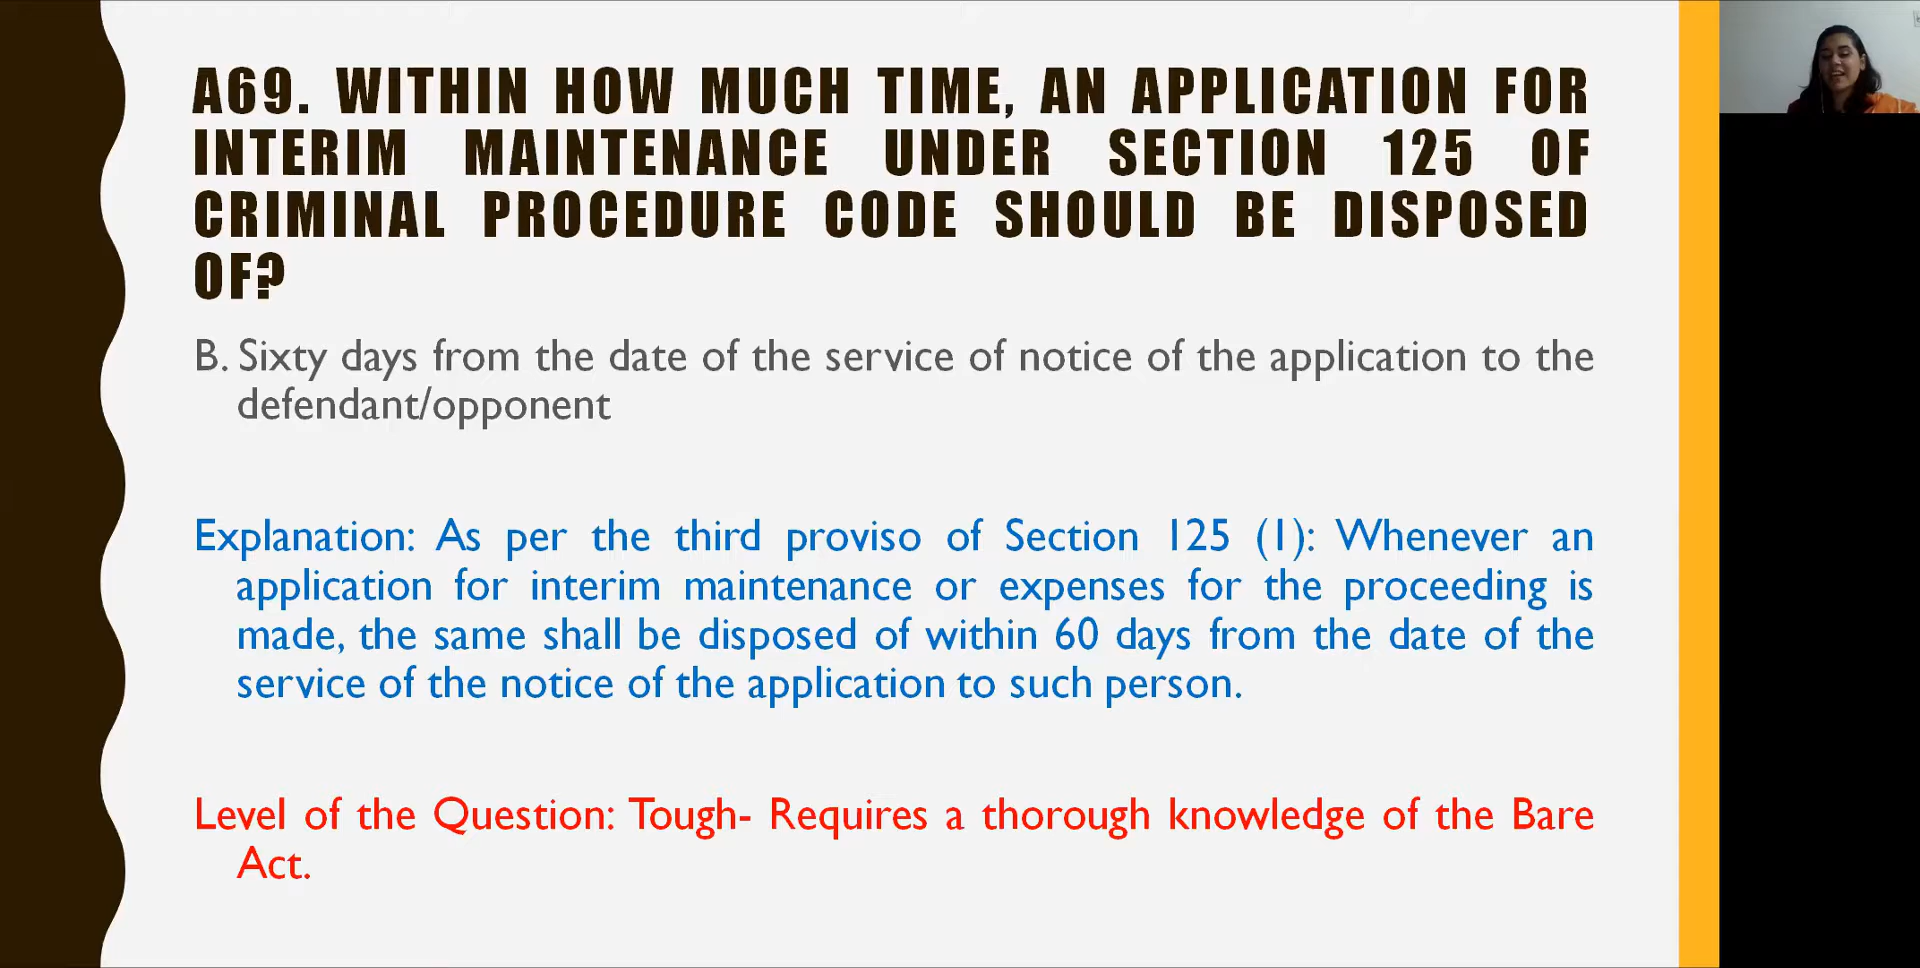 A69. WITHIN HOW MUCH TIME, AN APPLICATION FOR
INTERIM MAINTENANCE UNDER SECTION 125 OF
CRIMINAL PROCEDURE CODE SHOULD BE DISPOSED
OF?
B. Sixty days from the date of the service of notice of the application to the
defendant/opponent
Explanation: As per the third proviso of Section 125 (1): Whenever an
application for interim maintenance or expenses for the proceeding is
made, the same shall be disposed of within 60 days from the date of the
service of the notice of the application to such person.
Level of the Question: Tough- Requires a thorough knowledge of the Bare
Act.